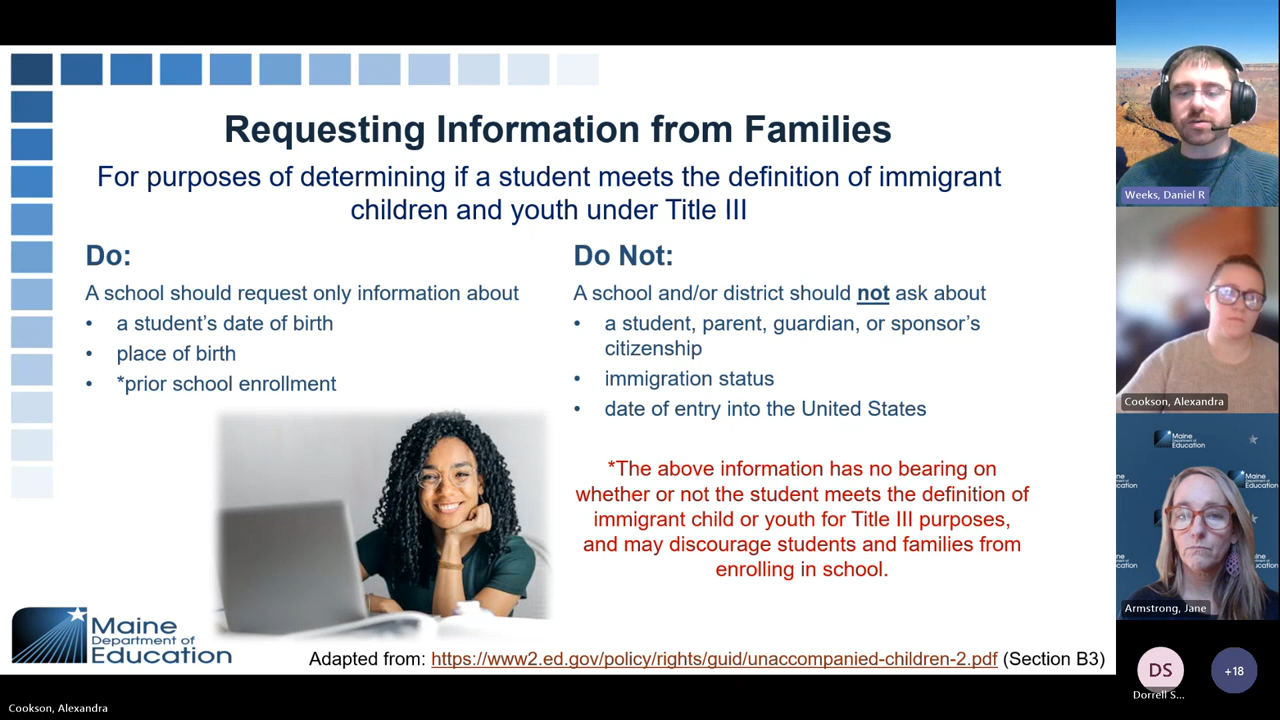 Requesting Information from Families
For purposes of determining if a student meets the definition of immigrant
children and youth under Title III
Do:
A school should request only information about
• a student's date of birth
• place of birth
• *prior school enrollment
Do Not:
A school and/or district should not ask about
• a student, parent, guardian, or sponsor's
citizenship
• immigration status
• date of entry into the United States
*The above information has no bearing on
whether or not the student meets the definition of
immigrant child or youth for Title III purposes,
and may discourage students and families from
enrolling in school.
Maine
Department of
Education
Adapted from: https://www2.ed.gov/policy/rights/guid/unaccompanied-children-2.pdf (Section B3)
Cookson, Alexandra
Weeks, Daniel R
Cookson, Alexandra
Maine
Department of
Education
Armstrong, Jane
DS
Dorrell S...
+18